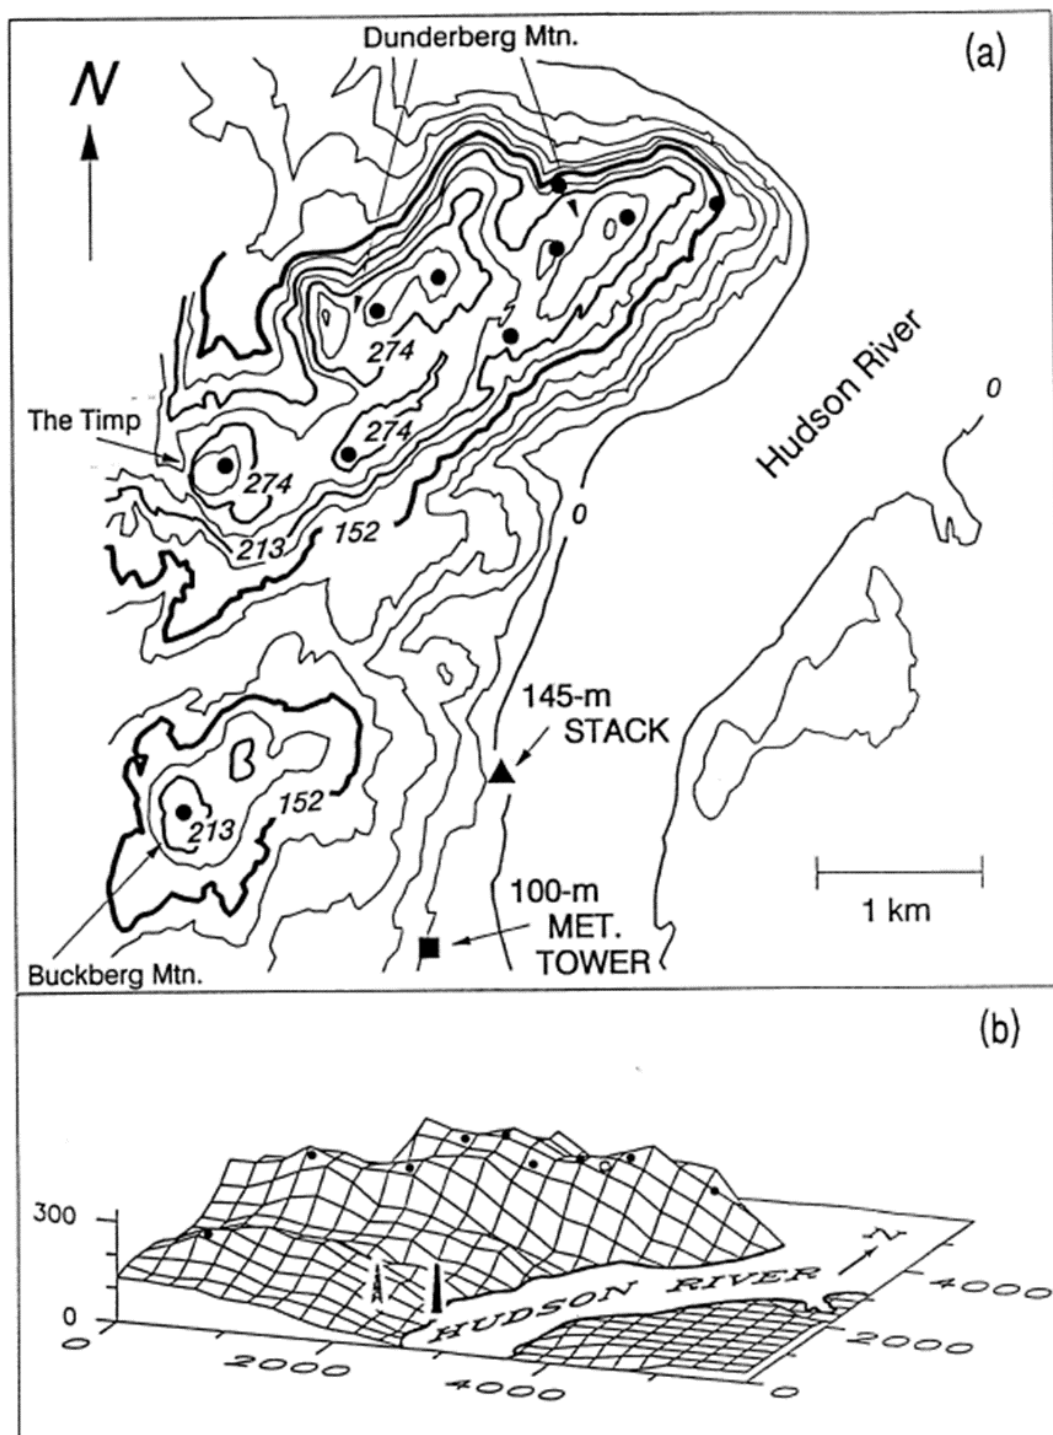 Dunderberg Mtn.
(a)
N
The Timp
274
274
274
213
152
0
0
Hudson River
145-m
STACK
152
213
Buckberg Mtn.
100-m
MET.
TOWER
1 km
(b)
300
0
0
2000
4000
HUDSON RIVER
N
4000
2000
0